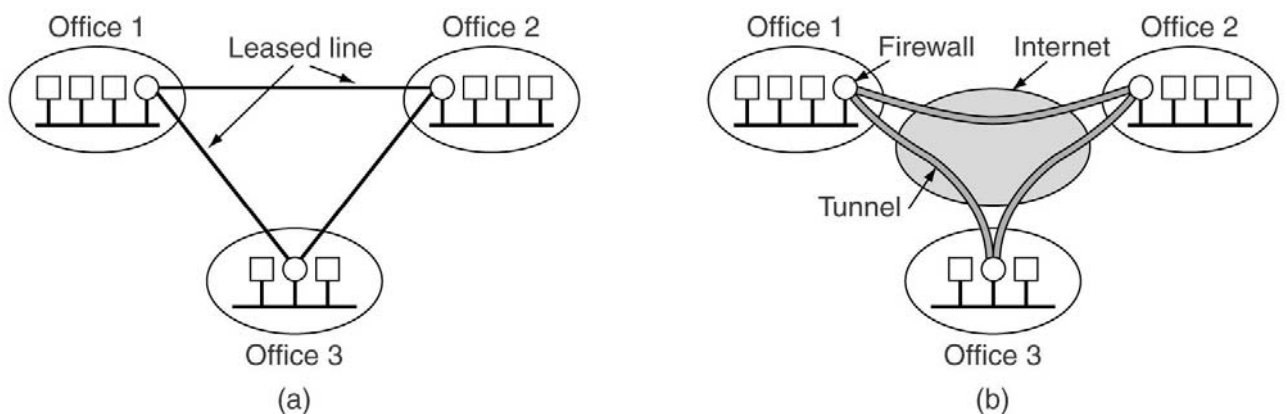 Office 1
Leased line
Office 2
Office 3
(a)
Office 1
Firewall
Internet
Office 2
Tunnel
Office 3
(b)